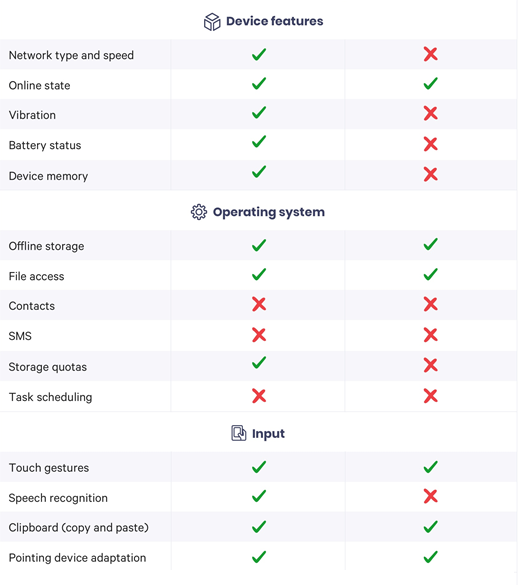 Device features
Network type and speed
Online state
Vibration
Battery status
Device memory
Operating system
Offline storage
File access
Contacts
SMS
Storage quotas
Task scheduling
Input
Touch gestures
Speech recognition
Clipboard (copy and paste)
Pointing device adaptation